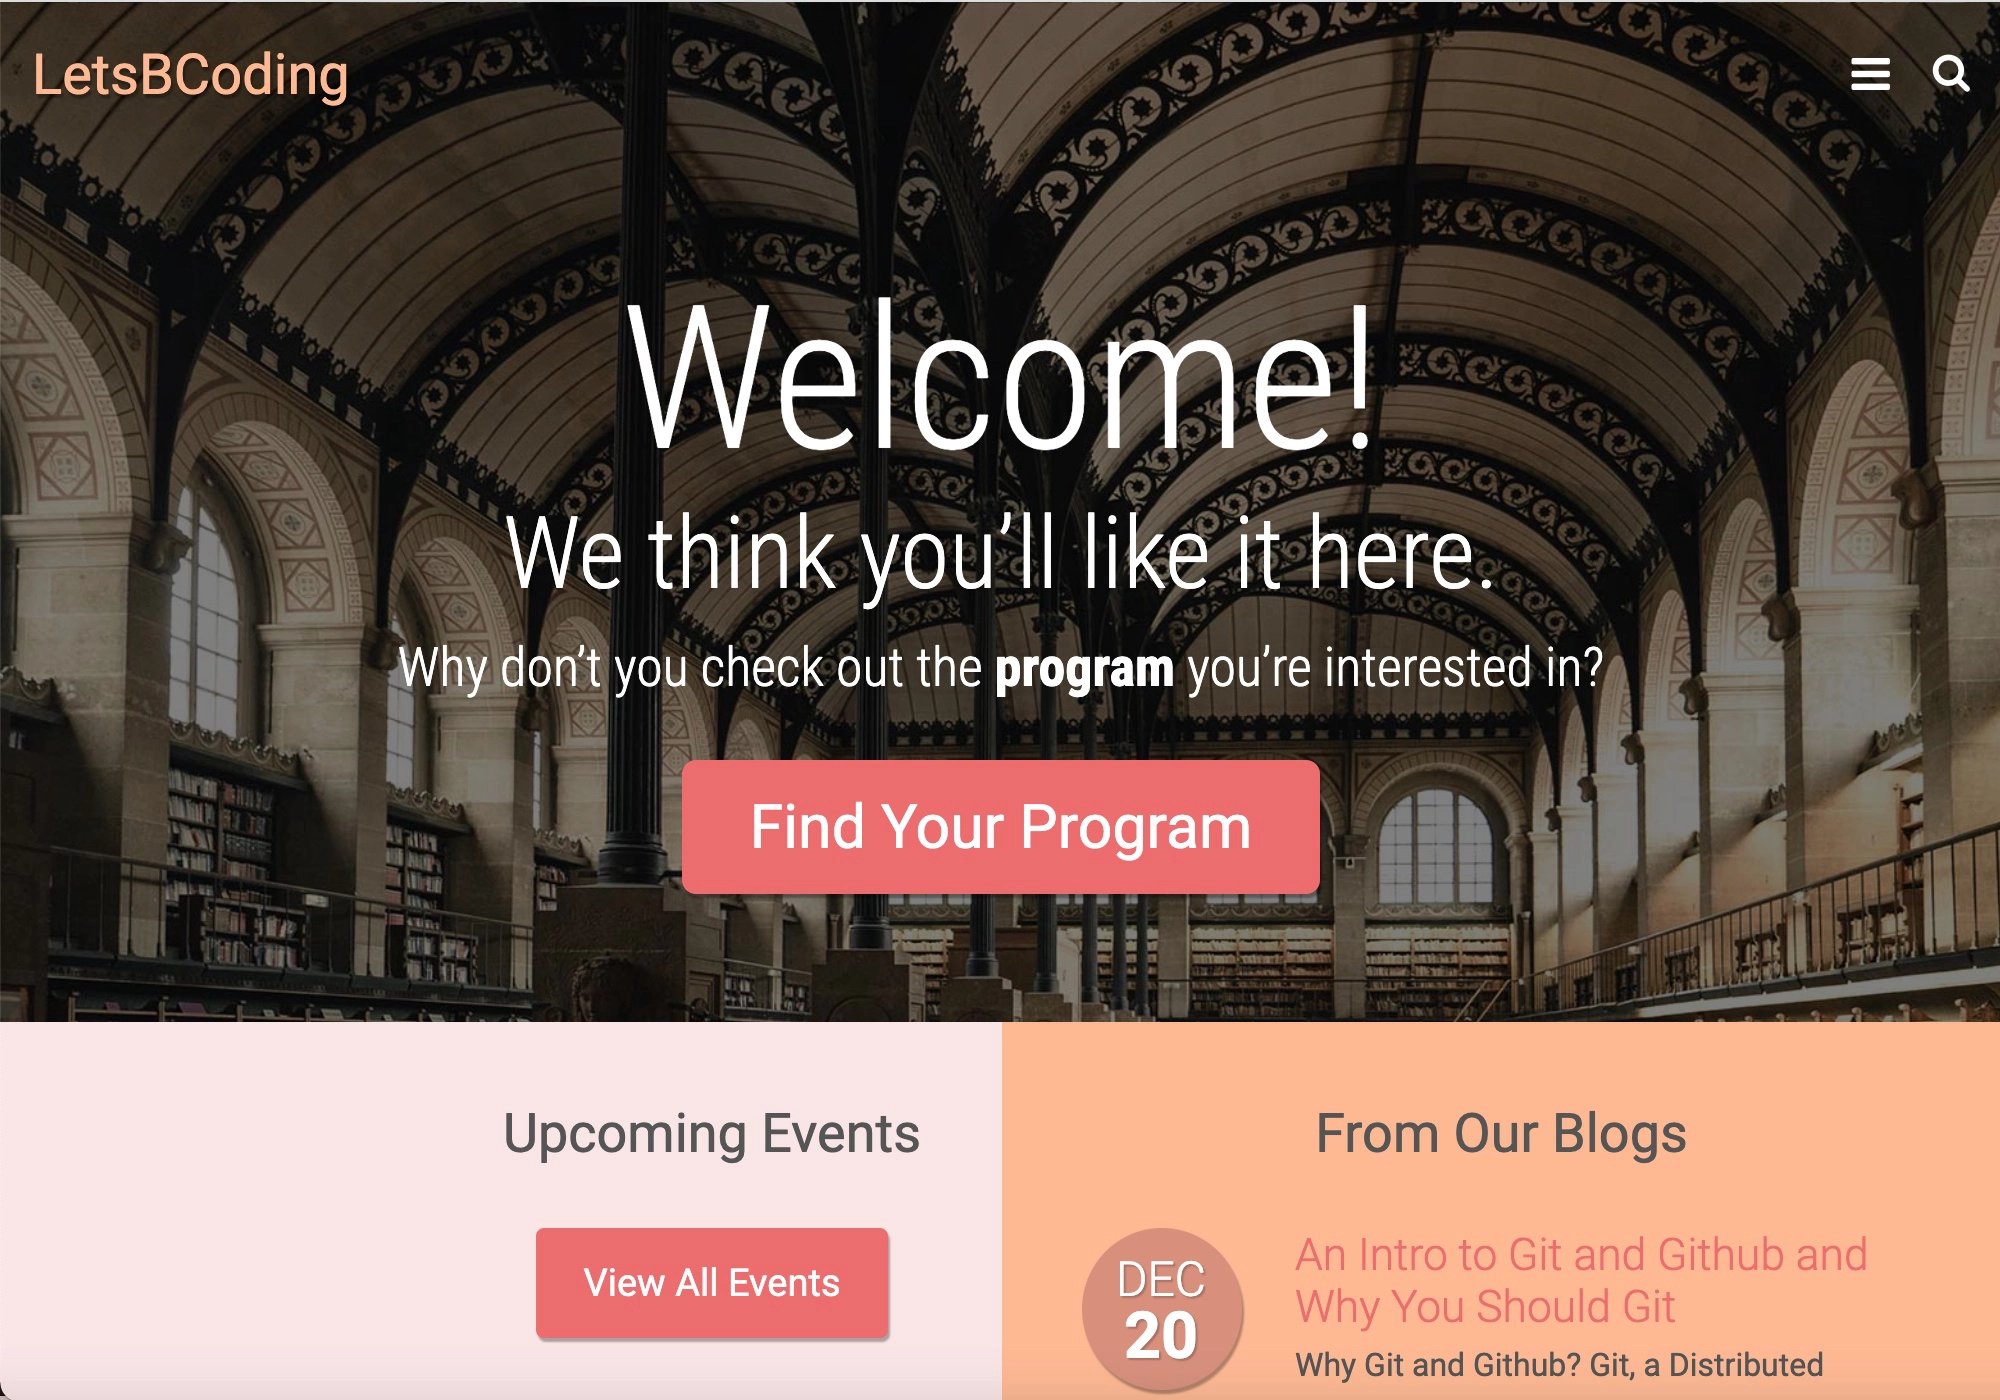 LetsBCoding
Welcome!
We think you’ll like it here.
Why don’t you check out the program you’re interested in?
Find Your Program
Upcoming Events
View All Events
From Our Blogs
DEC
20
An Intro to Git and Github and
Why You Should Git
Why Git and Github? Git, a Distributed